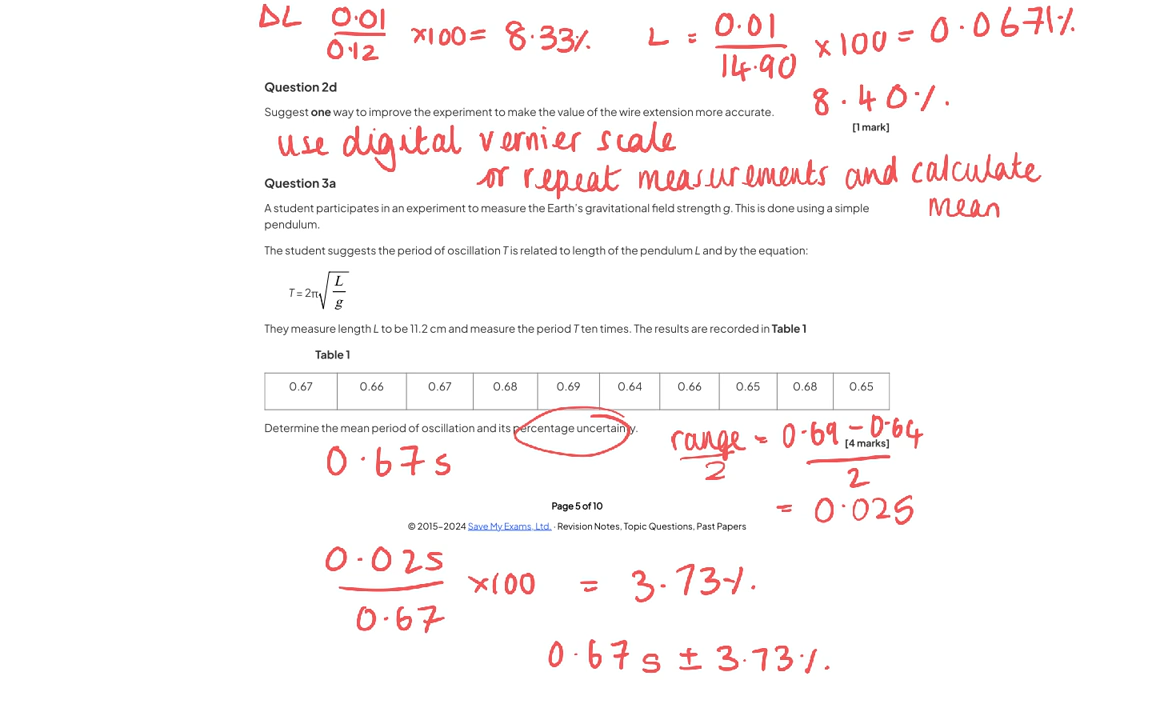 ΔL 0.01/0.12 ×100 = 8.33%
L = 0.01/14.90 ×100 = 0.0671%
8.40%.
Question 2d
Suggest one way to improve the experiment to make the value of the wire extension more accurate.
[1 mark]
use digital vernier scale
or repeat measurements and calculate
mean
Question 3a
A student participates in an experiment to measure the Earth's gravitational field strength g. This is done using a simple
pendulum.
The student suggests the period of oscillation T is related to length of the pendulum L and by the equation:
T = 2π√(L/g)
They measure length L to be 11.2 cm and measure the period T ten times. The results are recorded in Table 1
Table 1
0.67 0.66 0.67 0.68 0.69 0.64 0.66 0.65 0.68 0.65
Determine the mean period of oscillation and its percentage uncertainty.
[4 marks]
0.67s
range/2 = 0.69 - 0.64/2
= 0.025
Page 5 of 10
© 2015–2024 Save My Exams, Ltd. · Revision Notes, Topic Questions, Past Papers
0.025/0.67 ×100 = 3.73%.
0.67s ± 3.73%.